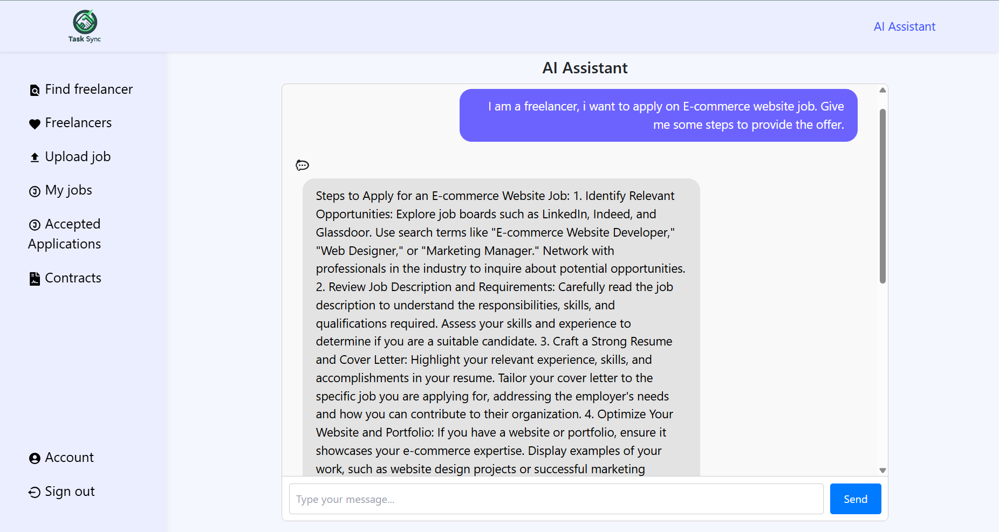 Task Sync
AI Assistant
Find freelancer
Freelancers
Upload job
My jobs
Accepted
Applications
Contracts
Account
Sign out
AI Assistant
I am a freelancer, i want to apply on E-commerce website job. Give
me some steps to provide the offer.
Steps to Apply for an E-commerce Website Job: 1. Identify Relevant
Opportunities: Explore job boards such as LinkedIn, Indeed, and
Glassdoor. Use search terms like "E-commerce Website Developer,"
"Web Designer," or "Marketing Manager." Network with
professionals in the industry to inquire about potential opportunities.
2. Review Job Description and Requirements: Carefully read the job
description to understand the responsibilities, skills, and
qualifications required. Assess your skills and experience to
determine if you are a suitable candidate. 3. Craft a Strong Resume
and Cover Letter: Highlight your relevant experience, skills, and
accomplishments in your resume. Tailor your cover letter to the
specific job you are applying for, addressing the employer's needs
and how you can contribute to their organization. 4. Optimize Your
Website and Portfolio: If you have a website or portfolio, ensure it
showcases your e-commerce expertise. Display examples of your
work, such as website design projects or successful marketing
Type your message...
Send